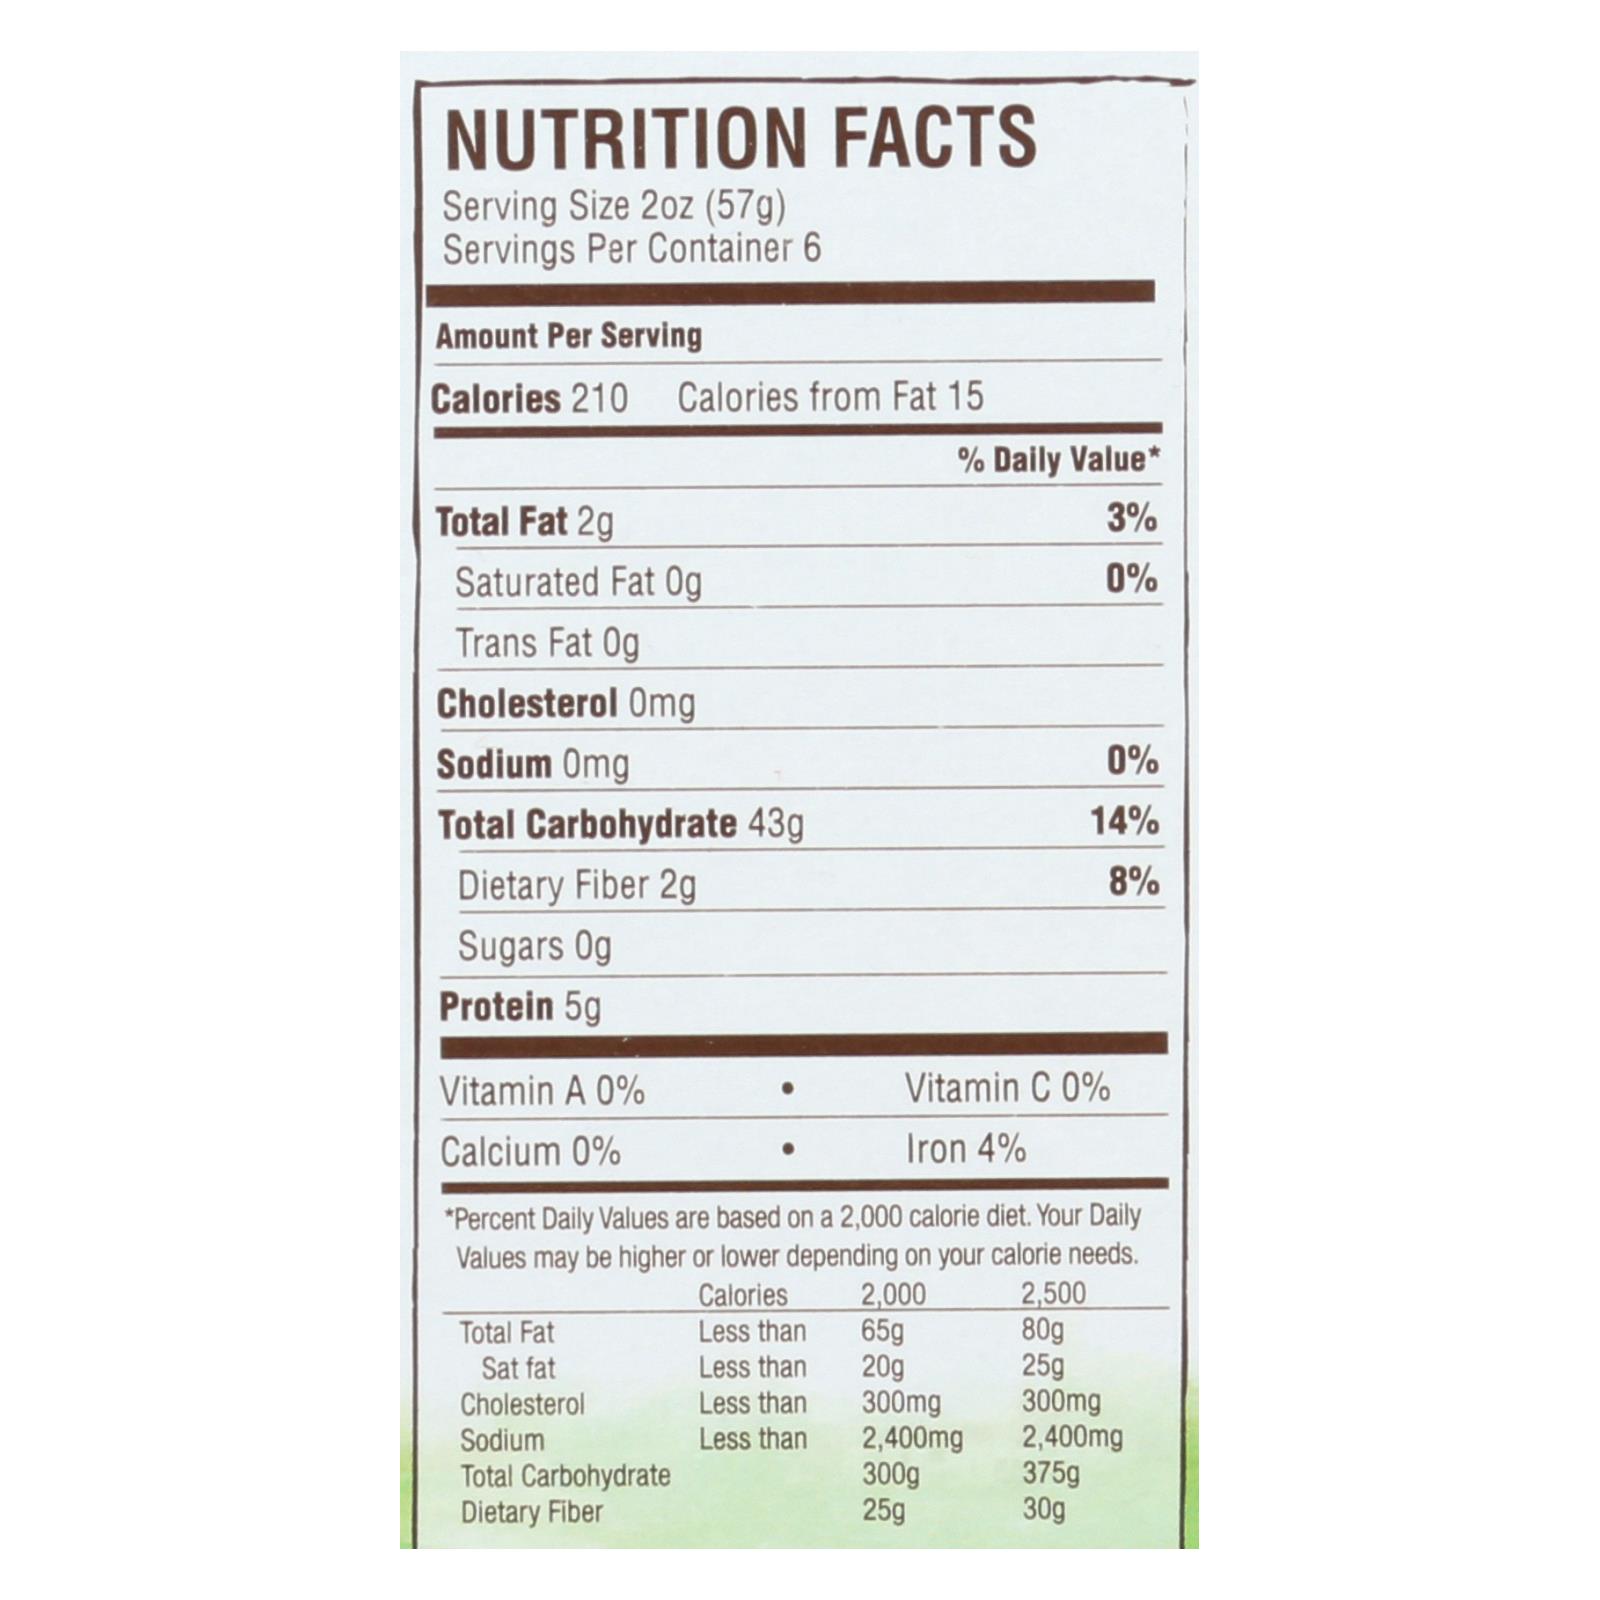 NUTRITION FACTS
Serving Size 2oz (57g)
Servings Per Container 6
Amount Per Serving
Calories 210 Calories from Fat 15
% Daily Value*
Total Fat 2g 3%
Saturated Fat 0g 0%
Trans Fat 0g
Cholesterol 0mg
Sodium 0mg 0%
Total Carbohydrate 43g 14%
Dietary Fiber 2g 8%
Sugars 0g
Protein 5g
Vitamin A 0% • Vitamin C 0%
Calcium 0% • Iron 4%
*Percent Daily Values are based on a 2,000 calorie diet. Your Daily
Values may be higher or lower depending on your calorie needs.
Calories 2,000 2,500
Total Fat Less than 65g 80g
Sat fat Less than 20g 25g
Cholesterol Less than 300mg 300mg
Sodium Less than 2,400mg 2,400mg
Total Carbohydrate 300g 375g
Dietary Fiber 25g 30g